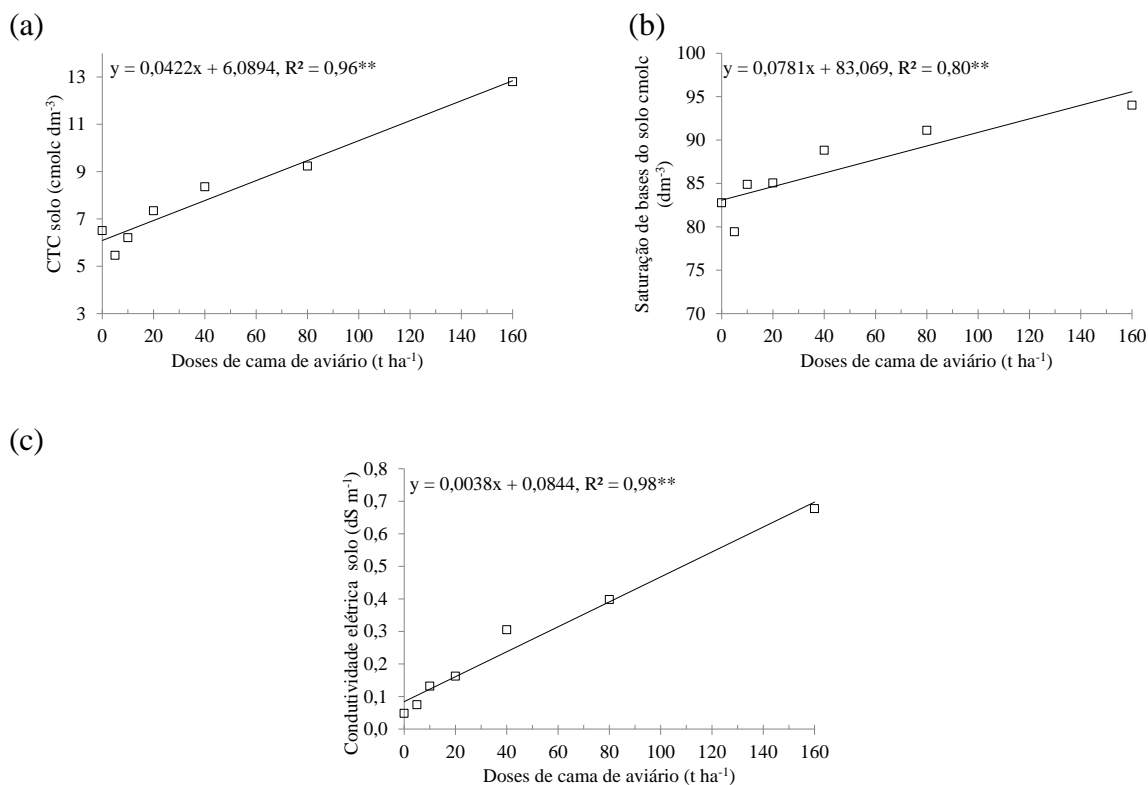 (a)
y = 0,0422x + 6,0894, R² = 0,96**
CTC solo (cmolc dm⁻³)
13
11
9
7
5
3
0 20 40 60 80 100 120 140 160
Doses de cama de aviário (t ha⁻¹)
(b)
y = 0,0781x + 83,069, R² = 0,80**
Saturação de bases do solo cmolc
(dm⁻³)
100
95
90
85
80
75
70
0 20 40 60 80 100 120 140 160
Doses de cama de aviário (t ha⁻¹)
(c)
y = 0,0038x + 0,0844, R² = 0,98**
Condutividade elétrica solo (dS m⁻¹)
0,8
0,7
0,6
0,5
0,4
0,3
0,2
0,1
0,0
0 20 40 60 80 100 120 140 160
Doses de cama de aviário (t ha⁻¹)